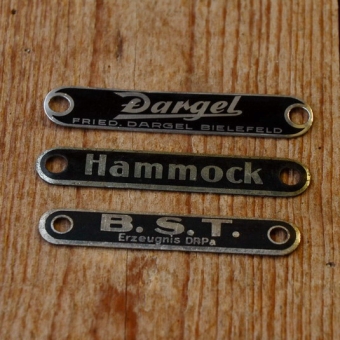 Dargel
FRIED. DARGEL BIELEFELD
Hammock
B.S.T.
Erzeugnis DRPa